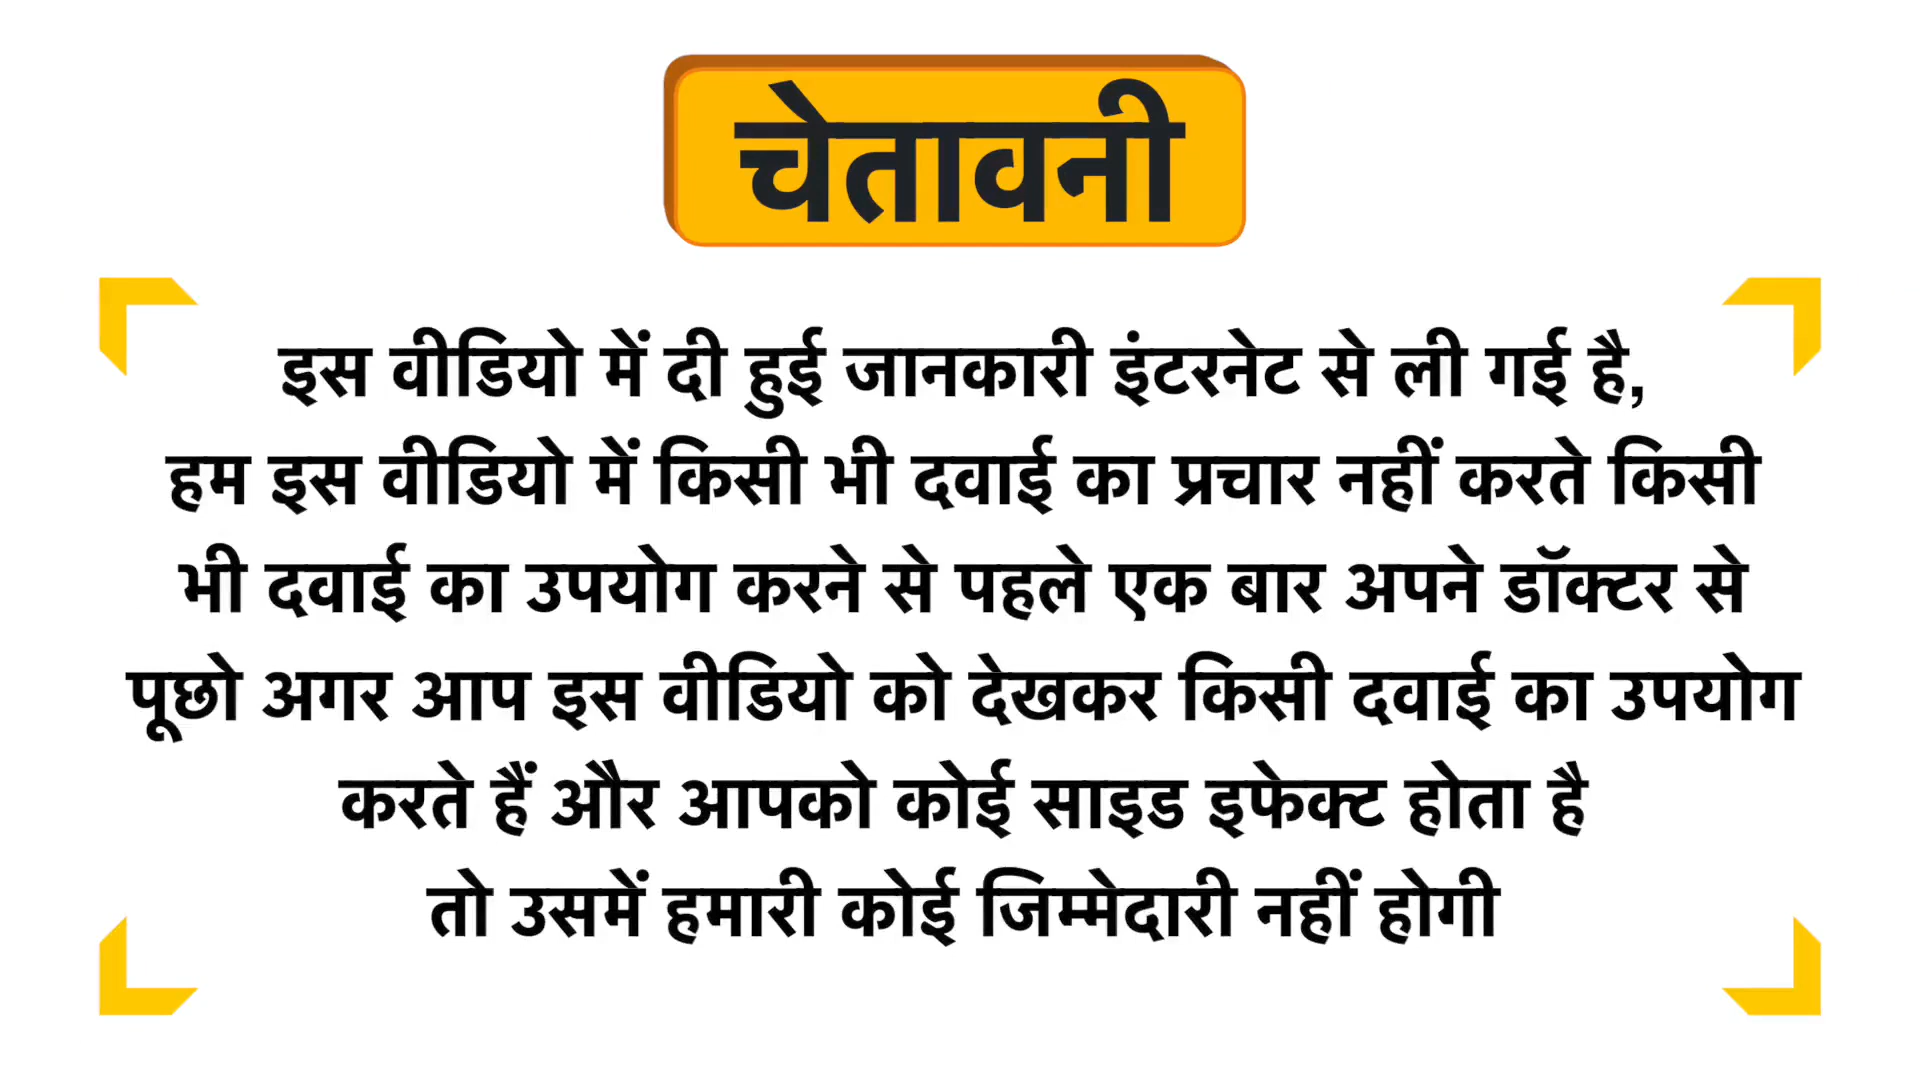 चेतावनी
इस वीडियो में दी हुई जानकारी इंटरनेट से ली गई है,
हम इस वीडियो में किसी भी दवाई का प्रचार नहीं करते किसी
भी दवाई का उपयोग करने से पहले एक बार अपने डॉक्टर से
पूछो अगर आप इस वीडियो को देखकर किसी दवाई का उपयोग
करते हैं और आपको कोई साइड इफेक्ट होता है
तो उसमें हमारी कोई जिम्मेदारी नहीं होगी